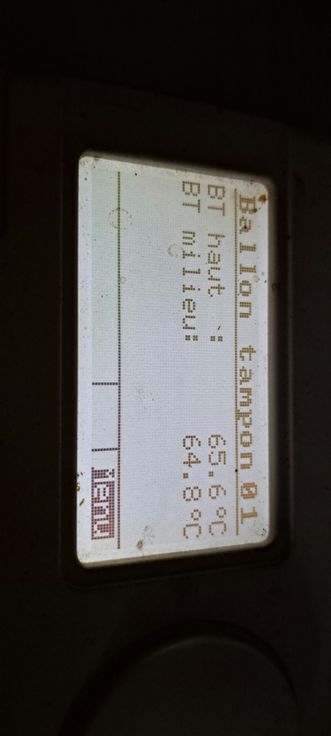 Ballon tampon 01
BT haut : 65.6°C
BT milieu: 64.8°C